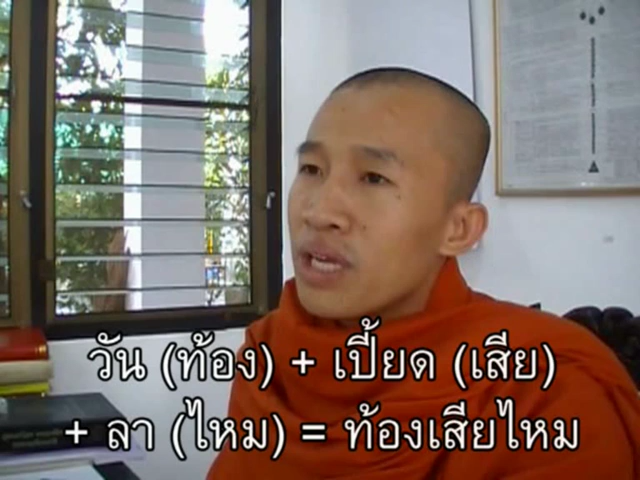 วัน (ท้อง) + เปี้ยด (เสีย)
+ ลา (ไหม) = ท้องเสียไหม